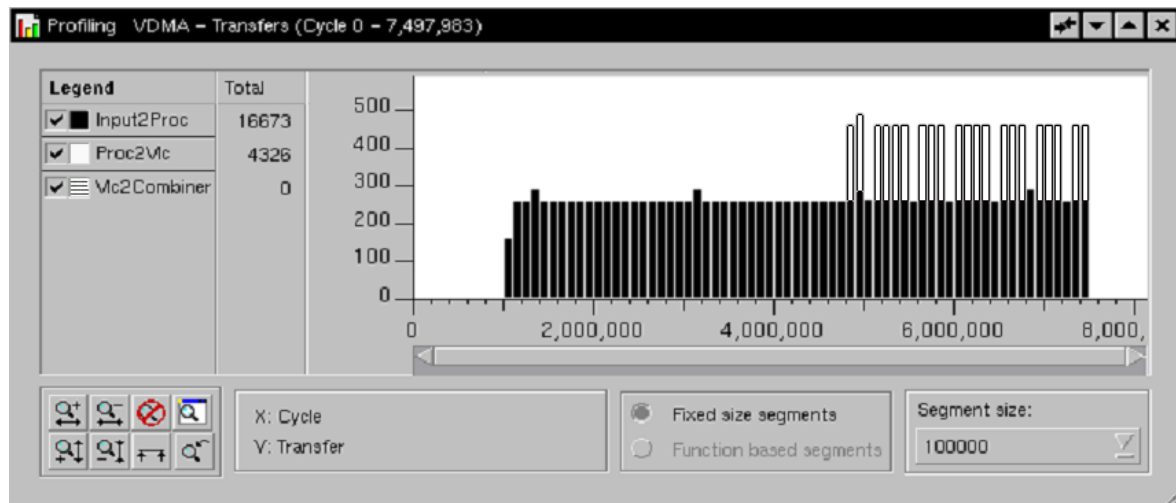 Profiling VDMA – Transfers (Cycle 0 – 7,497,983)
Legend Total
Input2Proc 16673
Proc2Mc 4326
Mc2Combiner 0
500
400
300
200
100
0
0 2,000,000 4,000,000 6,000,000 8,000,
X: Cycle
Y: Transfer
Fixed size segments
Function based segments
Segment size:
100000